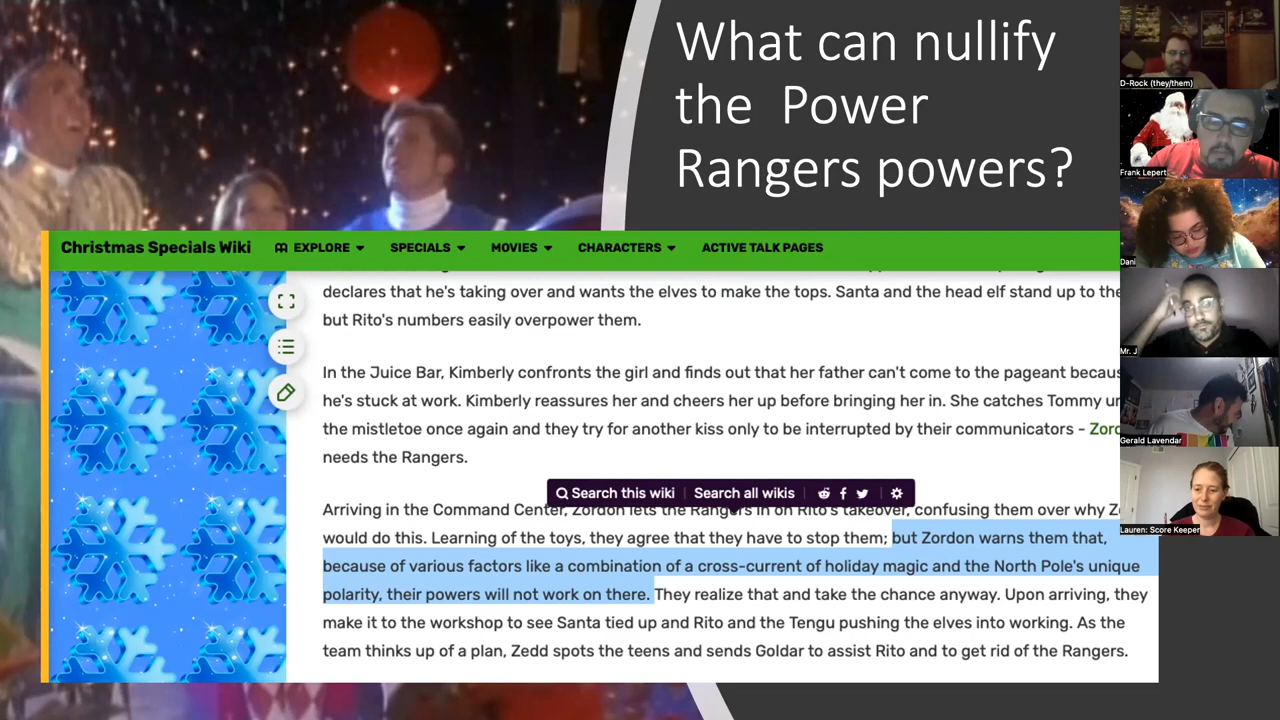 What can nullify
the Power
Rangers powers?
Christmas Specials Wiki
EXPLORE
SPECIALS
MOVIES
CHARACTERS
ACTIVE TALK PAGES
declares that he's taking over and wants the elves to make the tops. Santa and the head elf stand up to the
but Rito's numbers easily overpower them.
In the Juice Bar, Kimberly confronts the girl and finds out that her father can't come to the pageant becau
he's stuck at work. Kimberly reassures her and cheers her up before bringing her in. She catches Tommy u
the mistletoe once again and they try for another kiss only to be interrupted by their communicators - Zor
needs the Rangers.
Search this wiki
Search all wikis
Arriving in the Command Center, Zordon lets the Rangers in on Rito's takeover, confusing them over why Z
would do this. Learning of the toys, they agree that they have to stop them; but Zordon warns them that,
because of various factors like a combination of a cross-current of holiday magic and the North Pole's unique
polarity, their powers will not work on there. They realize that and take the chance anyway. Upon arriving, they
make it to the workshop to see Santa tied up and Rito and the Tengu pushing the elves into working. As the
team thinks up of a plan, Zedd spots the teens and sends Goldar to assist Rito and to get rid of the Rangers.
D-Rock (they/them)
Frank Lepert
Dani
Mr. J
Gerald Lavendar
Lauren: Score Keeper